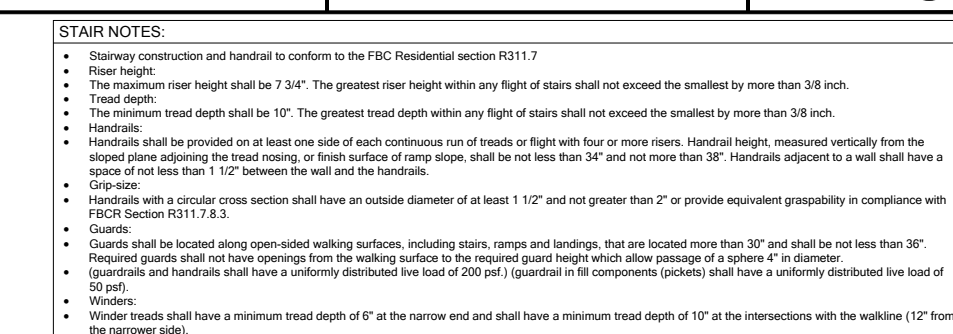 STAIR NOTES:
• Stairway construction and handrail to conform to the FBC Residential section R311.7
• Riser height:
• The maximum riser height shall be 7 3/4". The greatest riser height within any flight of stairs shall not exceed the smallest by more than 3/8 inch.
• Tread depth:
• The minimum tread depth shall be 10". The greatest tread depth within any flight of stairs shall not exceed the smallest by more than 3/8 inch.
• Handrails:
• Handrails shall be provided on at least one side of each continuous run of treads or flight with four or more risers. Handrail height, measured vertically from the
sloped plane adjoining the tread nosing, or finish surface of ramp slope, shall be not less than 34" and not more than 38". Handrails adjacent to a wall shall have a
space of not less than 1 1/2" between the wall and the handrails.
• Grip-size:
• Handrails with a circular cross section shall have an outside diameter of at least 1 1/2" and not greater than 2" or provide equivalent graspability in compliance with
FBCR Section R311.7.8.3.
• Guards:
• Guards shall be located along open-sided walking surfaces, including stairs, ramps and landings, that are located more than 30" and shall be not less than 36".
Required guards shall not have openings from the walking surface to the required guard height which allow passage of a sphere 4" in diameter.
• (guardrails and handrails shall have a uniformly distributed live load of 200 psf.) (guardrail in fill components (pickets) shall have a uniformly distributed live load of
50 psf).
• Winders:
• Winder treads shall have a minimum tread depth of 6" at the narrow end and shall have a minimum tread depth of 10" at the intersections with the walkline (12" from
the narrower side).